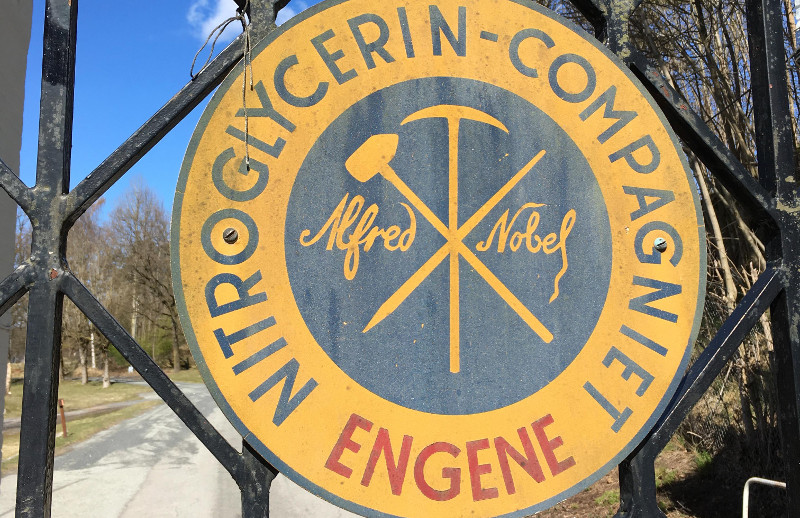 NITROGLYCERIN-COMPAGNIET
Alfred Nobel
ENGENE